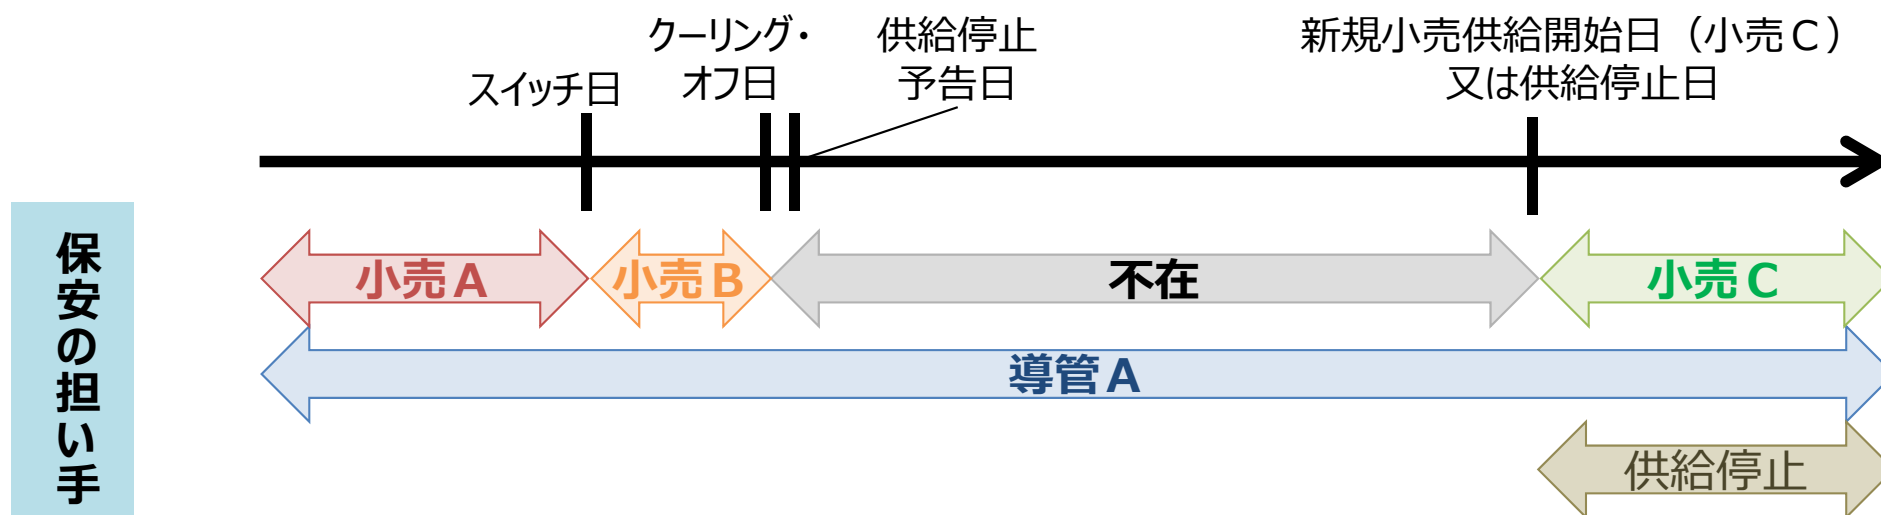 クーリング・
オフ日
供給停止
予告日
新規小売供給開始日（小売C）
又は供給停止日
スイッチ日
保安の担い手
小売A
小売B
不在
小売C
導管A
供給停止